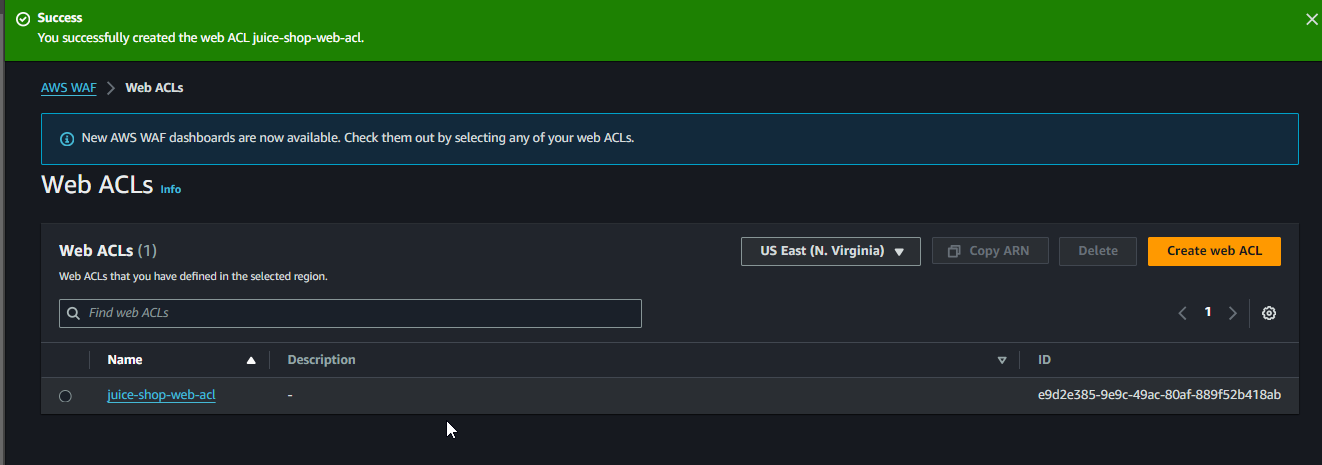 Success
You successfully created the web ACL juice-shop-web-acl.
AWS WAF Web ACLs
New AWS WAF dashboards are now available. Check them out by selecting any of your web ACLs.
Web ACLs Info
Web ACLs (1) US East (N. Virginia) Copy ARN Delete Create web ACL
Web ACLs that you have defined in the selected region.
Find web ACLs 1
Name Description ID
juice-shop-web-acl - e9d2e385-9e9c-49ac-80af-889f52b418ab